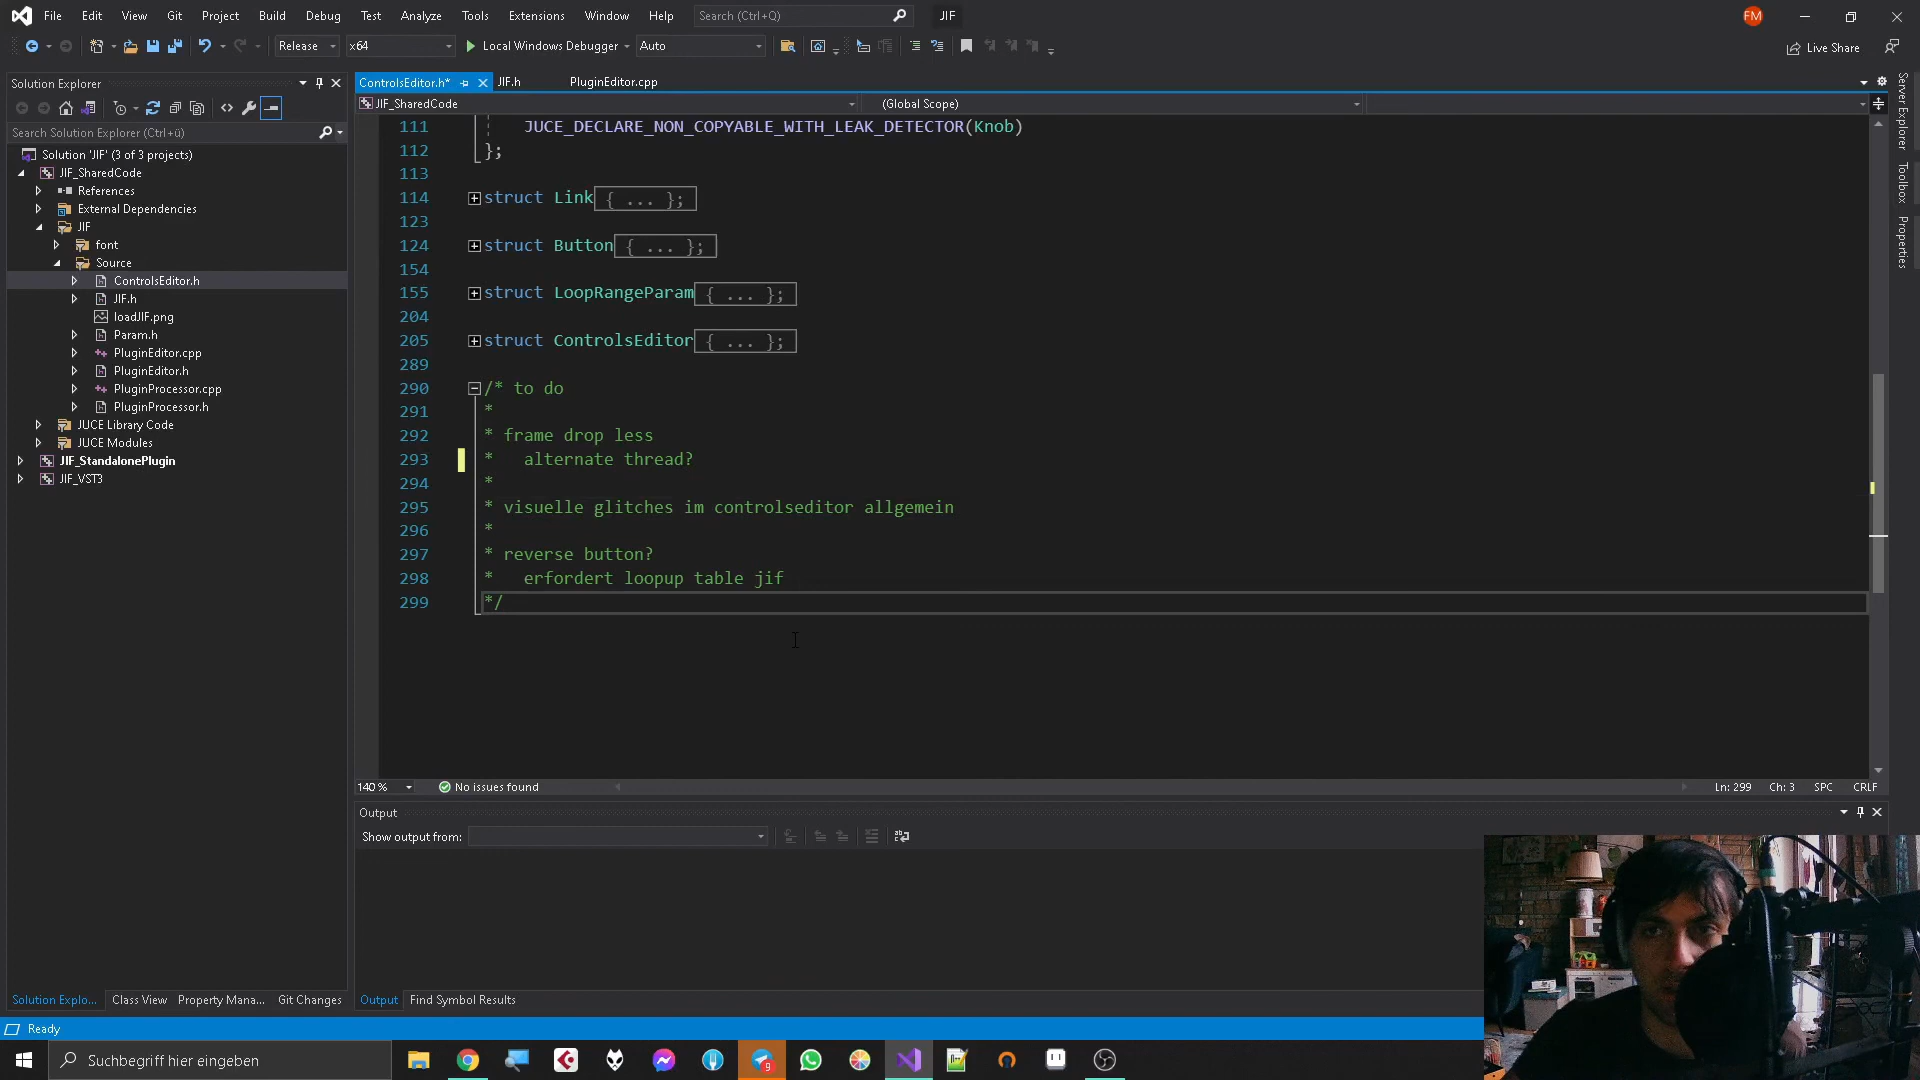 File Edit View Git Project Build Debug Test Analyze Tools Extensions Window Help Search (Ctrl+Q) JIF FM
Release x64 Local Windows Debugger Auto Live Share
Solution Explorer
Search Solution Explorer (Ctrl+ü)
Solution 'JIF' (3 of 3 projects)
JIF_SharedCode
References
External Dependencies
JIF
font
Source
ControlsEditor.h
JIF.h
loadJIF.png
Param.h
PluginEditor.cpp
PluginEditor.h
PluginProcessor.cpp
PluginProcessor.h
JUCE Library Code
JUCE Modules
JIF_StandalonePlugin
JIF_VST3
Solution Explo... Class View Property Mana... Git Changes
ControlsEditor.h* JIF.h PluginEditor.cpp
JIF_SharedCode (Global Scope)
111 JUCE_DECLARE_NON_COPYABLE_WITH_LEAK_DETECTOR(Knob)
112 };
113
114 struct Link{ ... };
123
124 struct Button{ ... };
154
155 struct LoopRangeParam{ ... };
204
205 struct ControlsEditor{ ... };
289
290 /* to do
291 *
292 * frame drop less
293 * alternate thread?
294 *
295 * visuelle glitches im controlseditor allgemein
296 *
297 * reverse button?
298 * erfordert loopup table jif
299 */
140 % No issues found Ln: 299 Ch: 3 SPC CRLF
Output
Show output from:
Output Find Symbol Results
Server Explorer
Toolbox
Properties
Ready
Suchbegriff hier eingeben
9